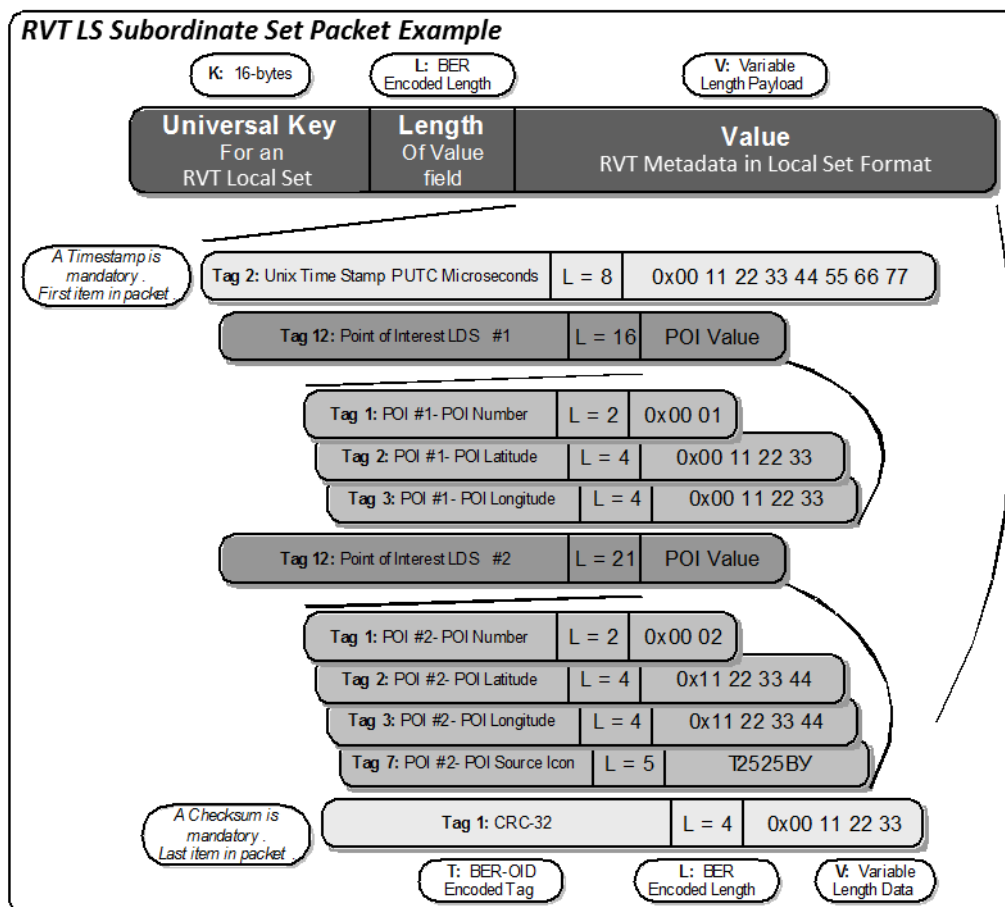 RVT LS Subordinate Set Packet Example
K: 16-bytes
L: BER
Encoded Length
V: Variable
Length Payload
Universal Key
For an
RVT Local Set
Length
Of Value
field
Value
RVT Metadata in Local Set Format
A Timestamp is
mandatory .
First item in packet .
Tag 2: Unix Time Stamp PUTC Microseconds L = 8 0x00 11 22 33 44 55 66 77
Tag 12: Point of Interest LDS #1 L = 16 POI Value
Tag 1: POI #1- POI Number L = 2 0x00 01
Tag 2: POI #1- POI Latitude L = 4 0x00 11 22 33
Tag 3: POI #1- POI Longitude L = 4 0x00 11 22 33
Tag 12: Point of Interest LDS #2 L = 21 POI Value
Tag 1: POI #2- POI Number L = 2 0x00 02
Tag 2: POI #2- POI Latitude L = 4 0x11 22 33 44
Tag 3: POI #2- POI Longitude L = 4 0x11 22 33 44
Tag 7: POI #2- POI Source Icon L = 5 T2525BY
A Checksum is
mandatory .
Last item in packet .
Tag 1: CRC-32 L = 4 0x00 11 22 33
T: BER-OID
Encoded Tag
L: BER
Encoded Length
V: Variable
Length Data